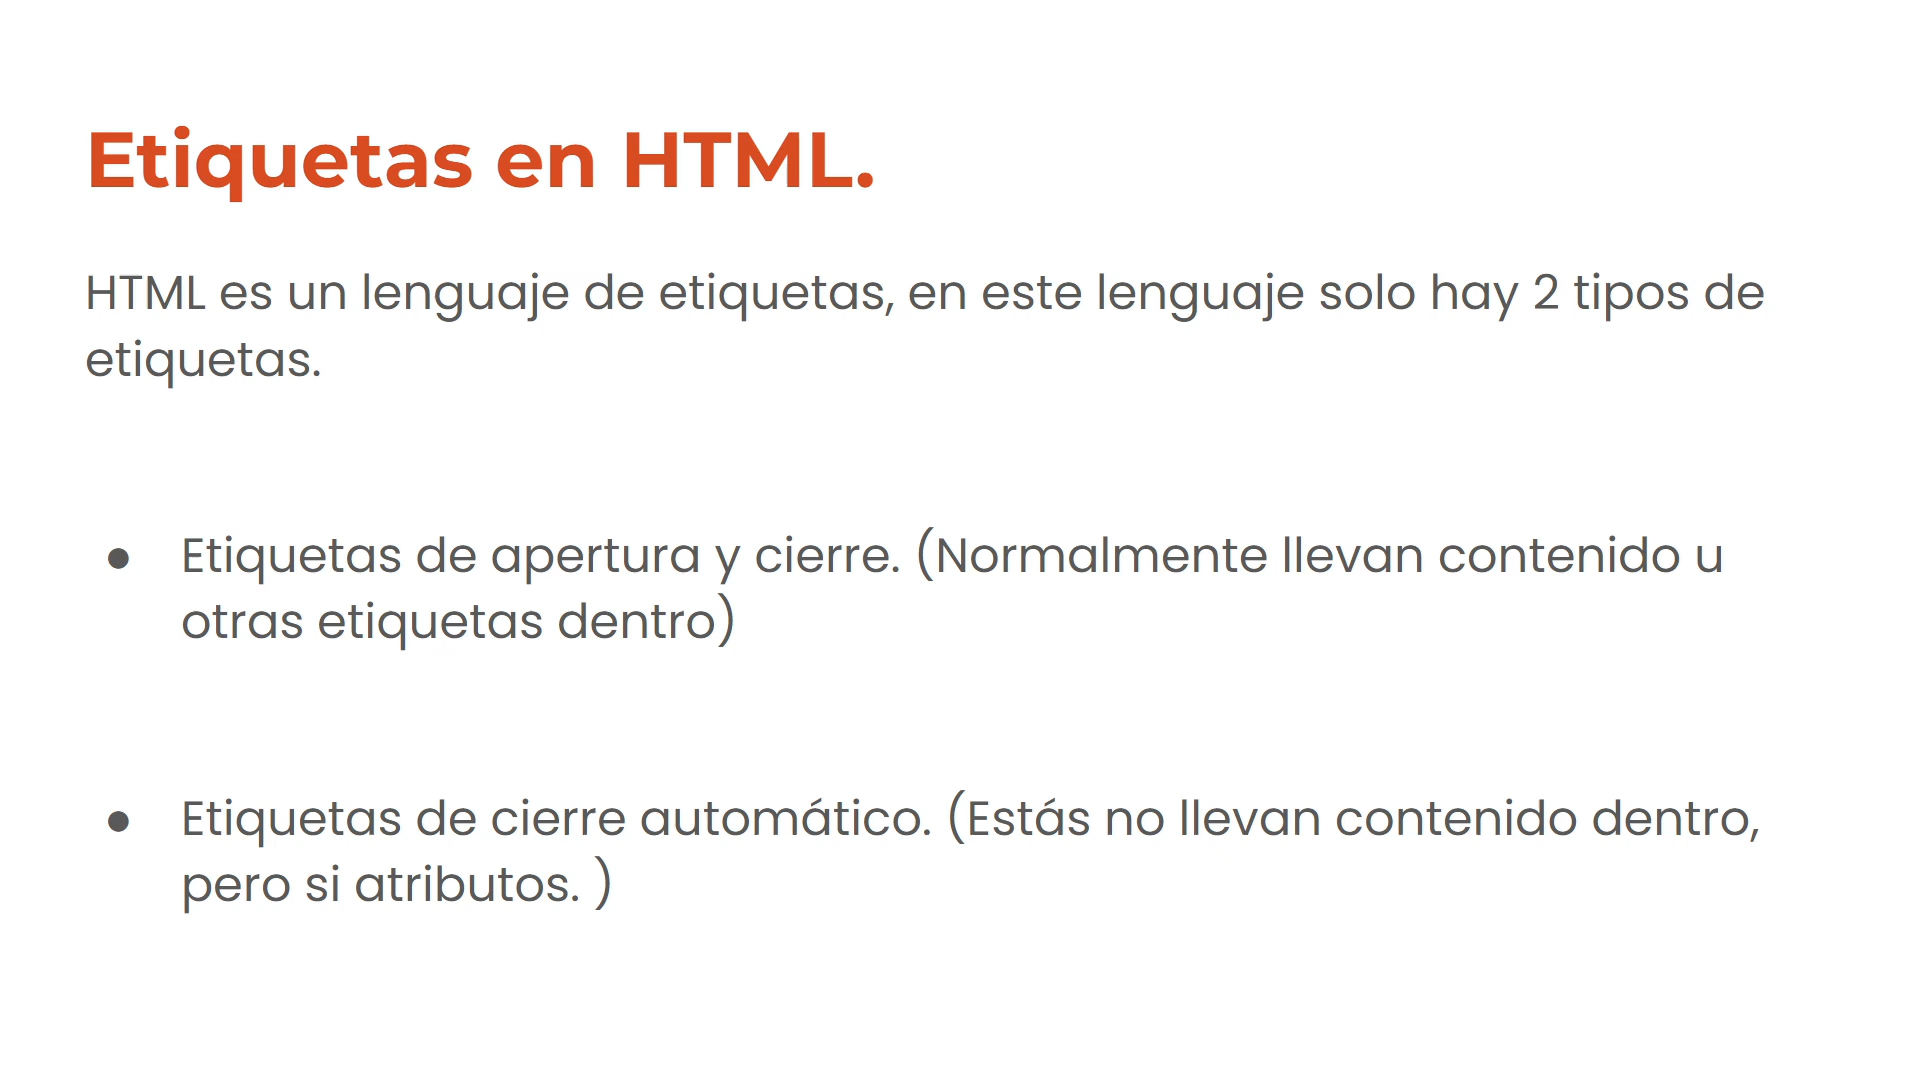 Etiquetas en HTML.
HTML es un lenguaje de etiquetas, en este lenguaje solo hay 2 tipos de
etiquetas.
● Etiquetas de apertura y cierre. (Normalmente llevan contenido u
otras etiquetas dentro)
● Etiquetas de cierre automático. (Estás no llevan contenido dentro,
pero si atributos. )